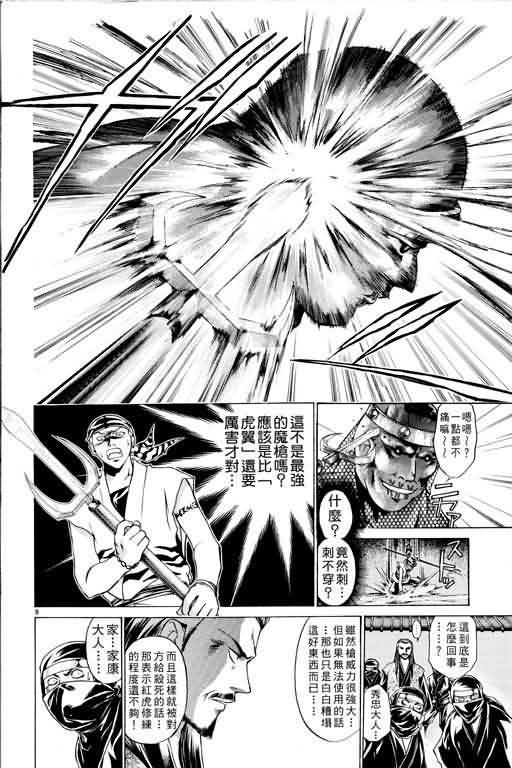 嗯嗯~?
一點都不
痛嘛~~
ニマァ
什麼?
竟然刺…
刺不穿?
ストッ
這不是最強
的魔槍嗎?
應該是比「
虎翼」還要
厲害才對…
這到底是
……
怎麼回事
秀忠大人…
雖然槍威力很強大
但如果無法使用的話
…那也只是白白糟塌
這好東西而已…
而且這樣就被對
方給殺死的話…
那表示紅虎修練
的程度還不夠!
家…家康
大人…